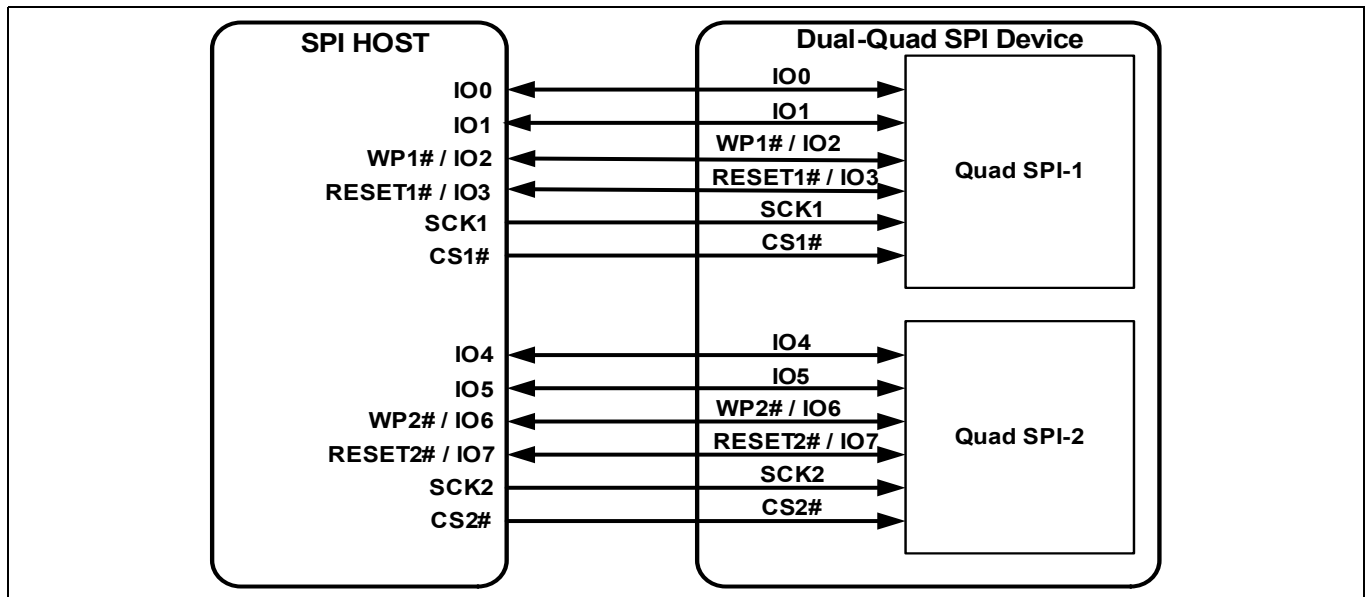 SPI HOST
Dual-Quad SPI Device
IO0
IO0
IO1
IO1
WP1# / IO2
WP1# / IO2
RESET1# / IO3
RESET1# / IO3
SCK1
SCK1
CS1#
CS1#
Quad SPI-1
IO4
IO4
IO5
IO5
WP2# / IO6
WP2# / IO6
RESET2# / IO7
RESET2# / IO7
SCK2
SCK2
CS2#
CS2#
Quad SPI-2